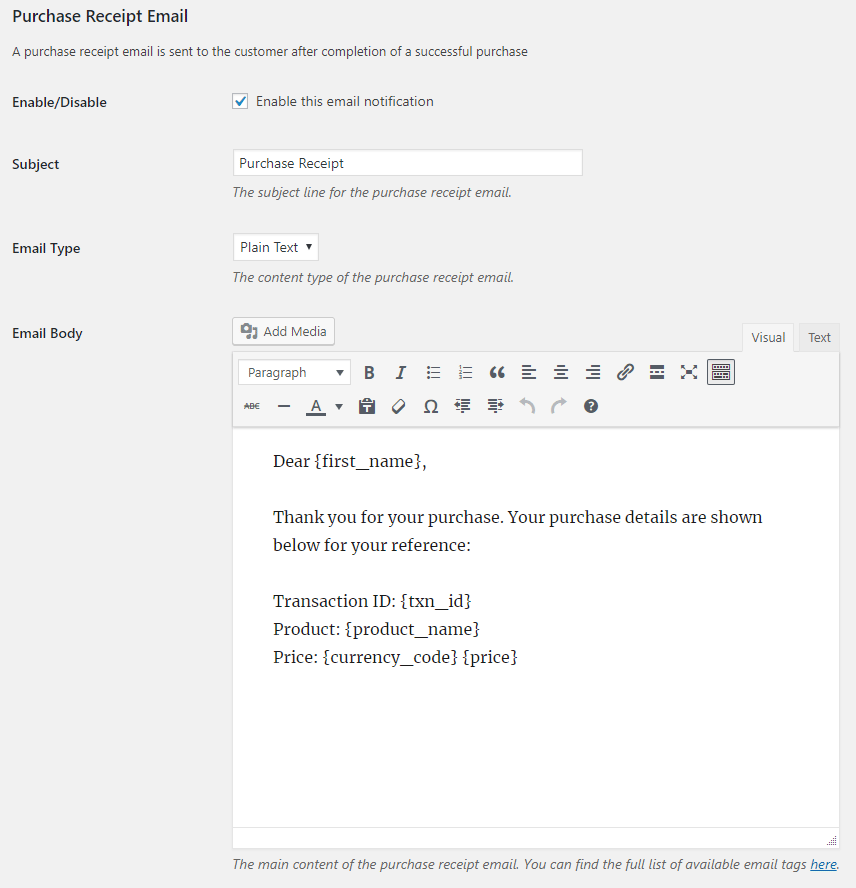 Purchase Receipt Email
A purchase receipt email is sent to the customer after completion of a successful purchase
Enable/Disable
Enable this email notification
Subject
Purchase Receipt
The subject line for the purchase receipt email.
Email Type
Plain Text
The content type of the purchase receipt email.
Email Body
Add Media
Visual Text
Paragraph B I
ABC A T Ω ?
Dear {first_name},
Thank you for your purchase. Your purchase details are shown
below for your reference:
Transaction ID: {txn_id}
Product: {product_name}
Price: {currency_code} {price}
The main content of the purchase receipt email. You can find the full list of available email tags here.